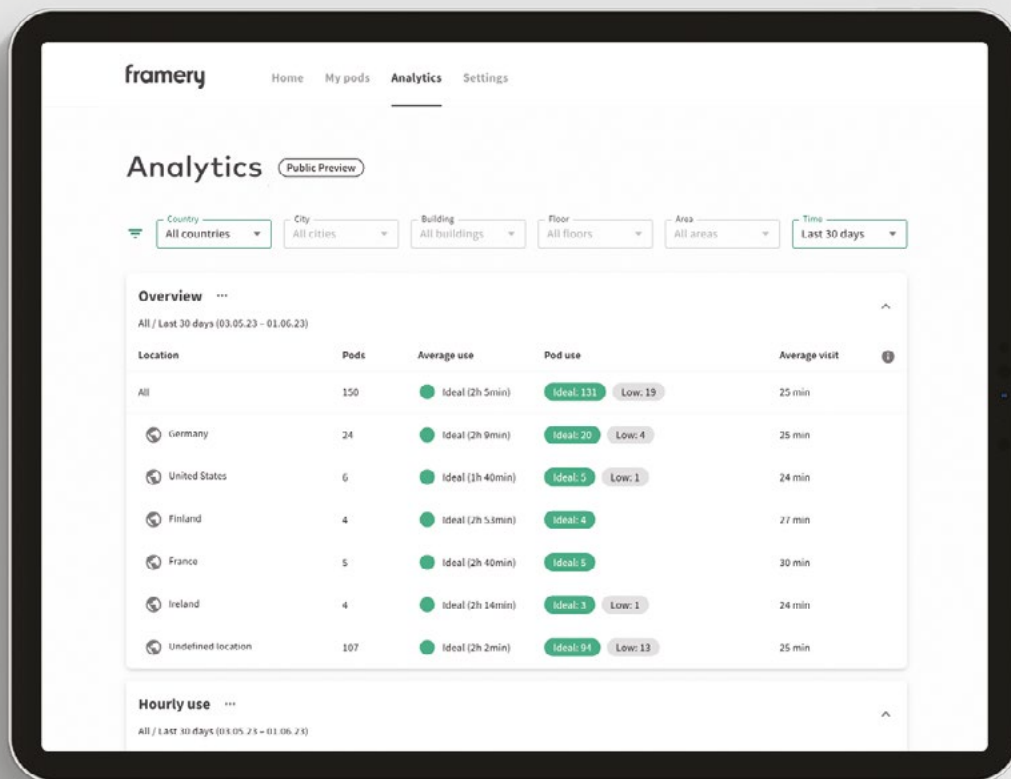 framery Home My pods Analytics Settings
Analytics Public Preview
Country City Building Floor Area Time
All countries All cities All buildings All floors All areas Last 30 days
Overview ...
All / Last 30 days (03.05.23 – 01.06.23)
Location Pods Average use Pod use Average visit
All 150 Ideal (2h 5min) Ideal: 131 Low: 19 25 min
Germany 24 Ideal (2h 9min) Ideal: 20 Low: 4 25 min
United States 6 Ideal (1h 40min) Ideal: 5 Low: 1 24 min
Finland 4 Ideal (2h 53min) Ideal: 4 27 min
France 5 Ideal (2h 40min) Ideal: 5 30 min
Ireland 4 Ideal (2h 14min) Ideal: 3 Low: 1 24 min
Undefined location 107 Ideal (2h 2min) Ideal: 94 Low: 13 25 min
Hourly use ...
All / Last 30 days (03.05.23 – 01.06.23)